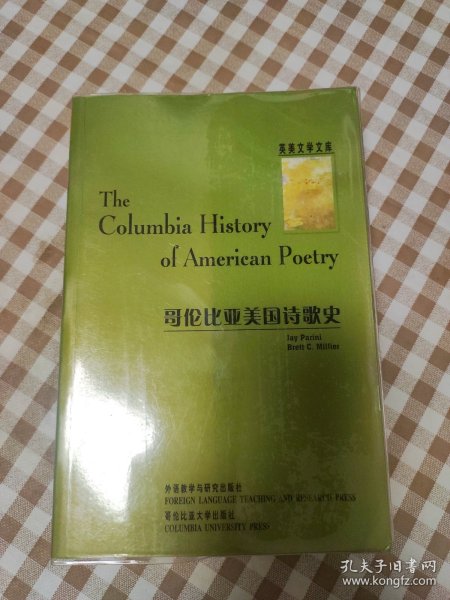 英美文学文库
The
Columbia History
of American Poetry
哥伦比亚美国诗歌史
Jay Parini
Brett C. Millier
外语教学与研究出版社
FOREIGN LANGUAGE TEACHING AND RESEARCH PRESS
哥伦比亚大学出版社
COLUMBIA UNIVERSITY PRESS
孔夫子旧书网
www.kongfz.com